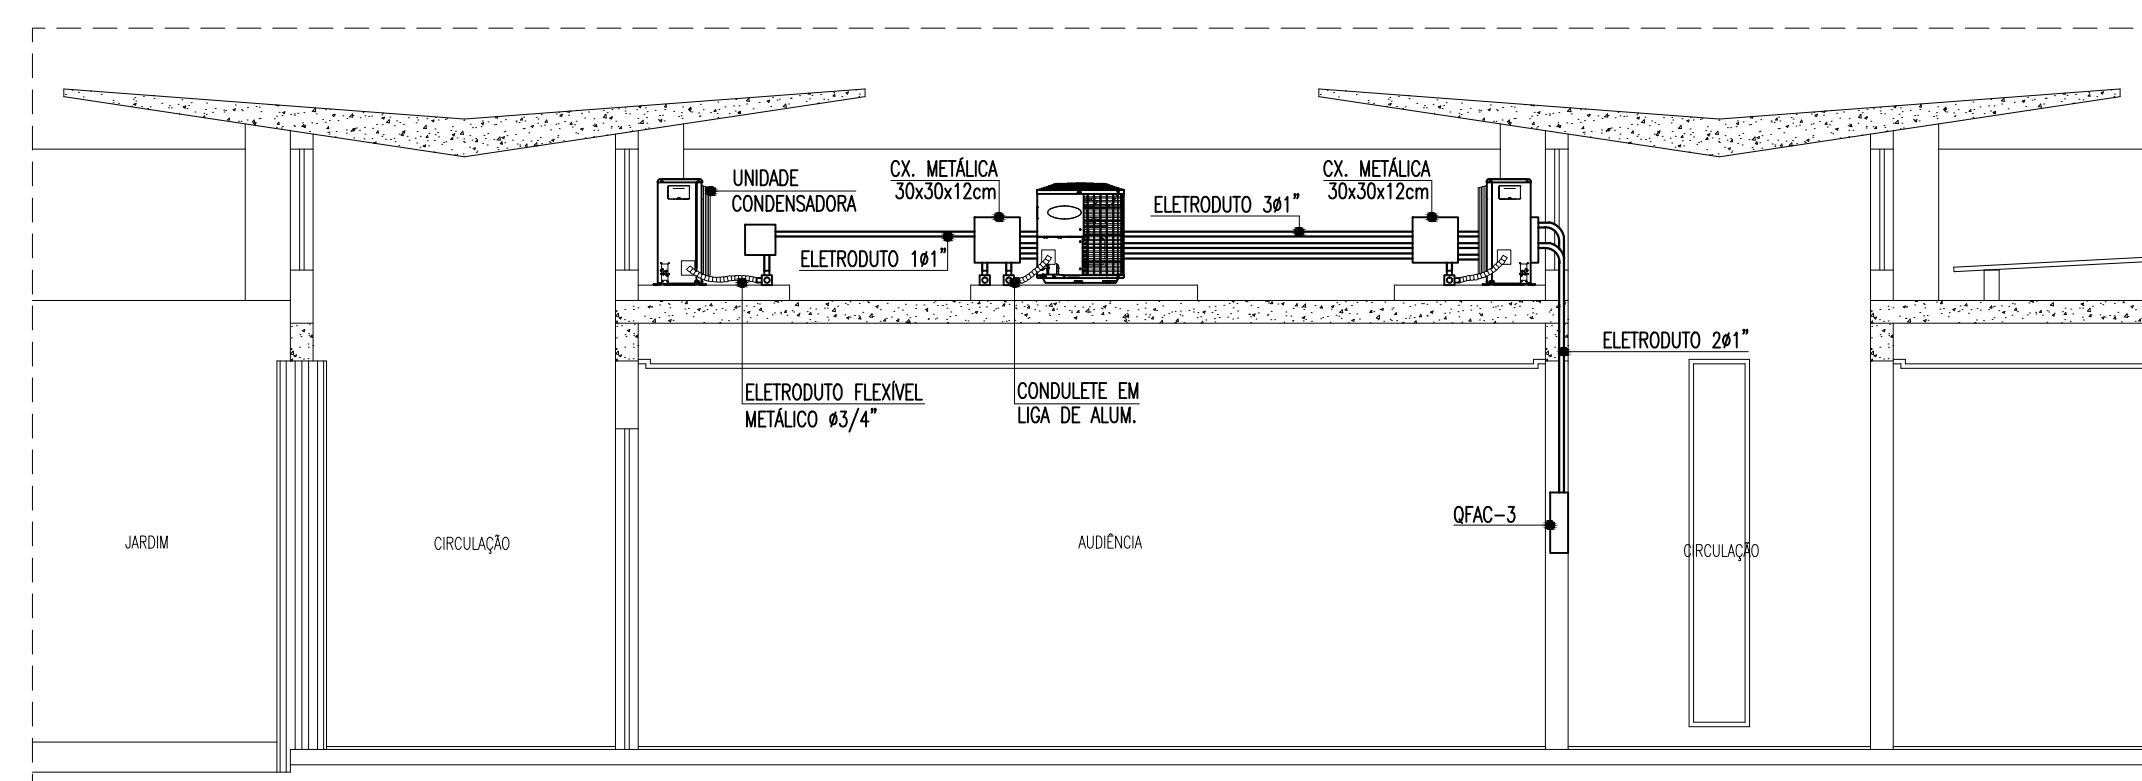 UNIDADE
CONDENSADORA
CX. METÁLICA
30x30x12cm
ELETRODUTO 3ø1"
CX. METÁLICA
30x30x12cm
ELETRODUTO 1ø1"
ELETRODUTO 2ø1"
ELETRODUTO FLEXÍVEL
METÁLICO ø3/4"
CONDULETE EM
LIGA DE ALUM.
QFAC-3
JARDIM
CIRCULAÇÃO
AUDIÊNCIA
CIRCULAÇÃO